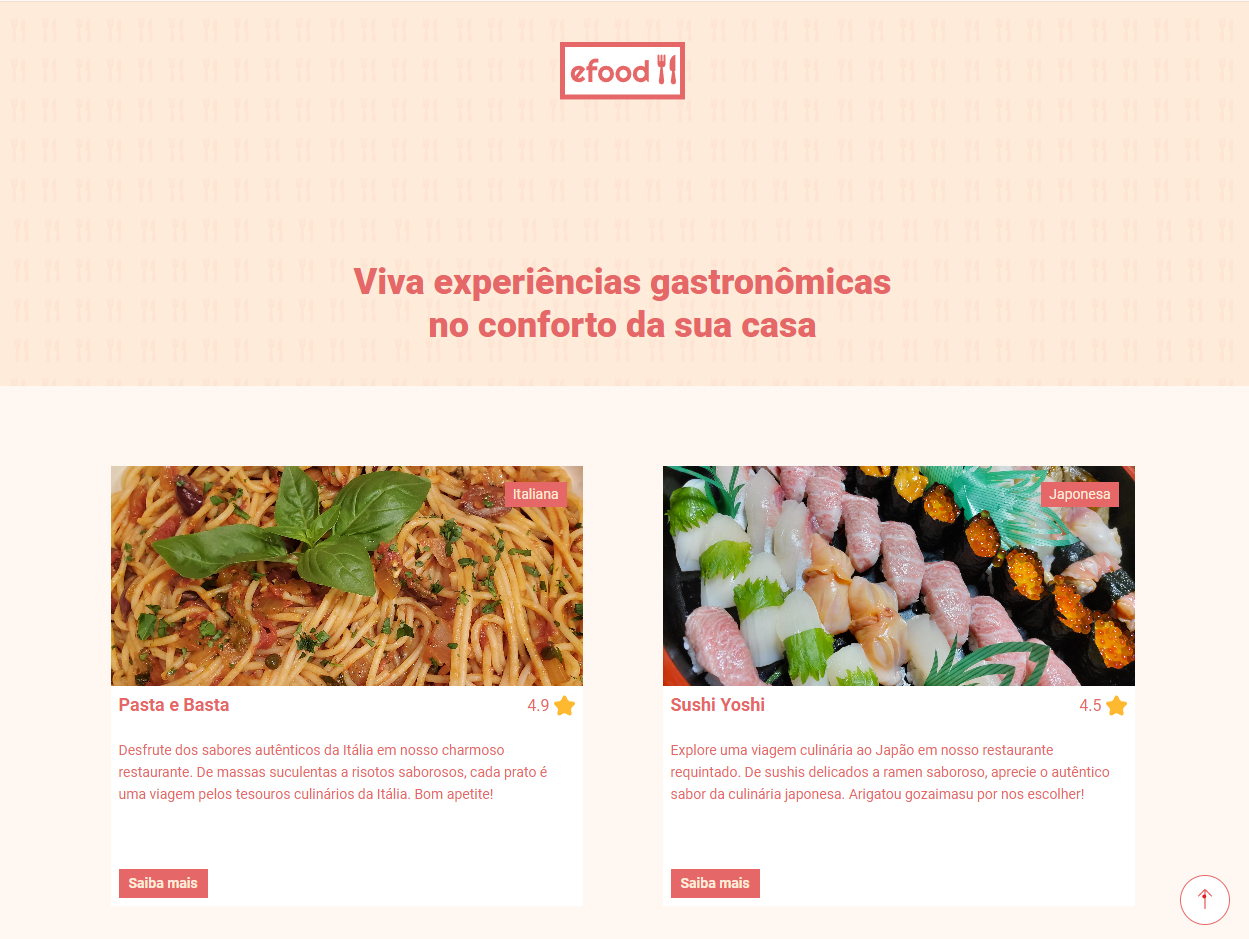 efood
Viva experiências gastronômicas
no conforto da sua casa
Italiana
Japonesa
Pasta e Basta
4.9
Sushi Yoshi
4.5
Desfrute dos sabores autênticos da Itália em nosso charmoso
restaurante. De massas suculentas a risotos saborosos, cada prato é
uma viagem pelos tesouros culinários da Itália. Bom apetite!
Explore uma viagem culinária ao Japão em nosso restaurante
requintado. De sushis delicados a ramen saboroso, aprecie o autêntico
sabor da culinária japonesa. Arigatou gozaimasu por nos escolher!
Saiba mais
Saiba mais